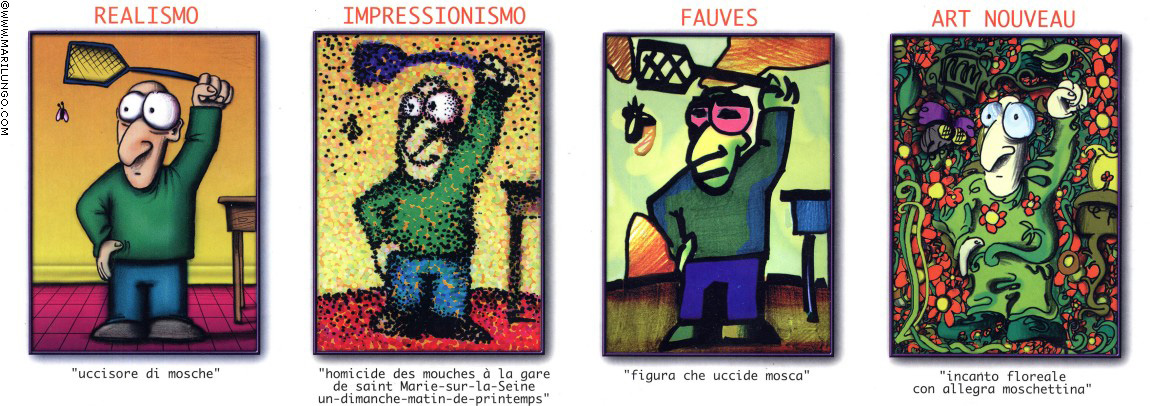 ©WWW.MARILUNGO.COM
REALISMO
"uccisore di mosche"
IMPRESSIONISMO
"homicide des mouches à la gare
de saint Marie-sur-la-Seine
un-dimanche-matin-de-printemps"
FAUVES
"figura che uccide mosca"
ART NOUVEAU
"incanto floreale
con allegra moschettina"